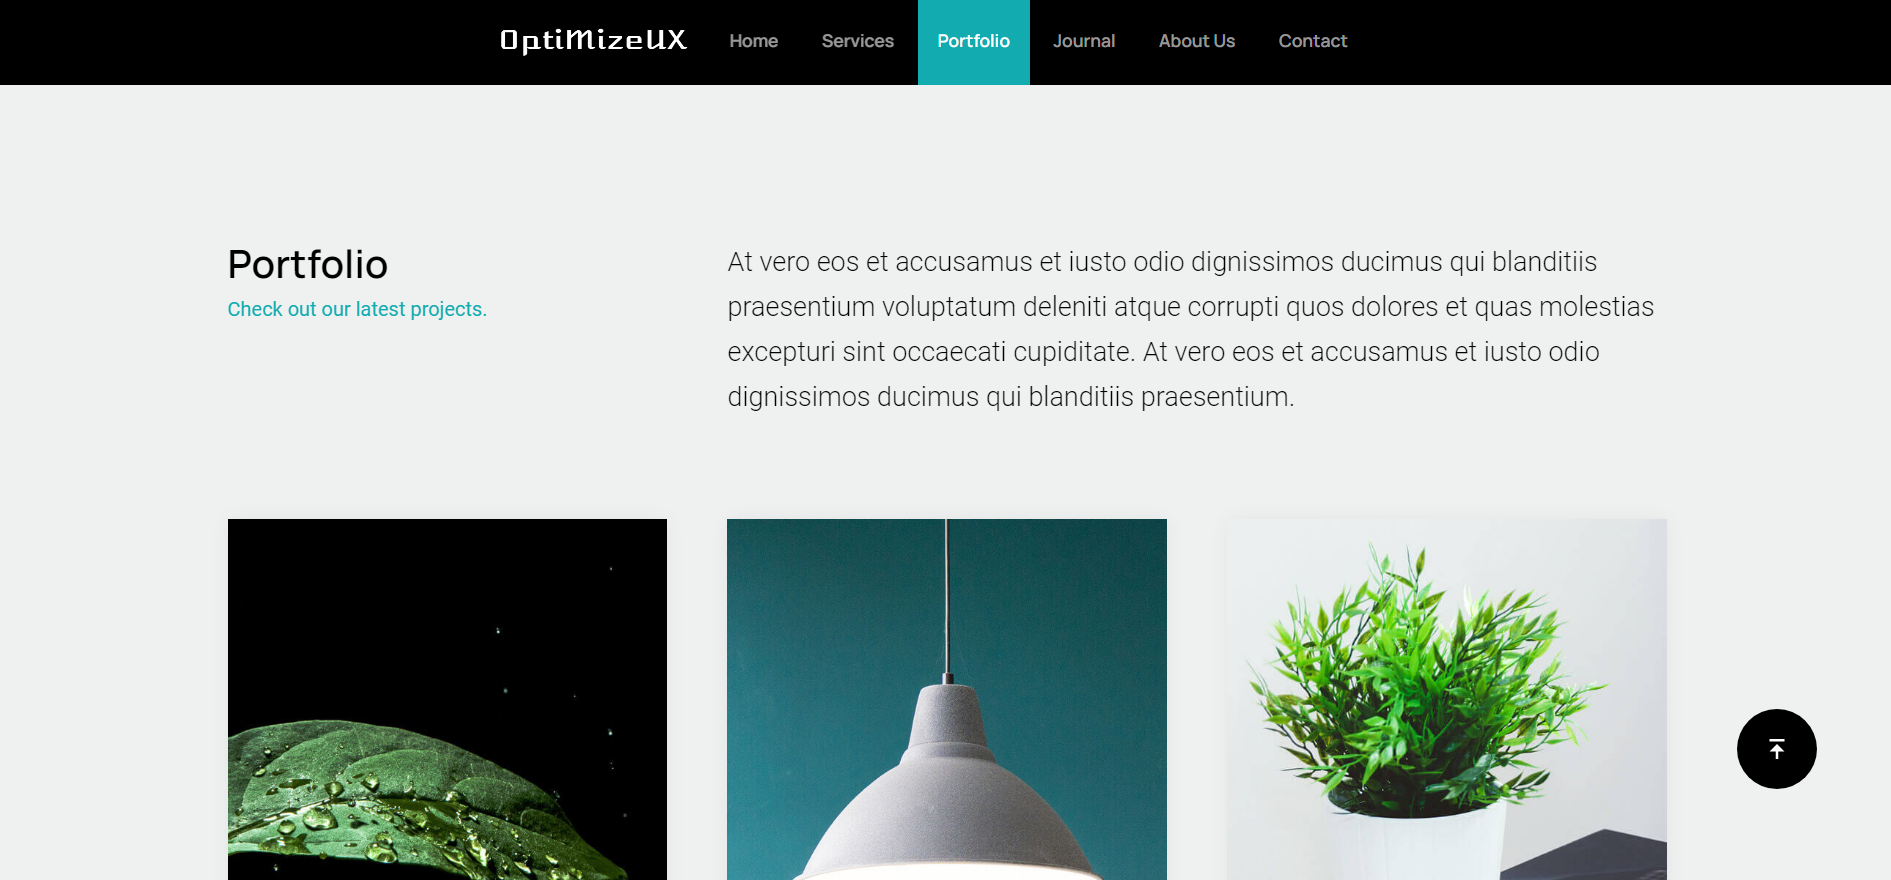 OptiMizeUX Home Services Portfolio Journal About Us Contact
Portfolio
Check out our latest projects.
At vero eos et accusamus et iusto odio dignissimos ducimus qui blanditiis
praesentium voluptatum deleniti atque corrupti quos dolores et quas molestias
excepturi sint occaecati cupiditate. At vero eos et accusamus et iusto odio
dignissimos ducimus qui blanditiis praesentium.